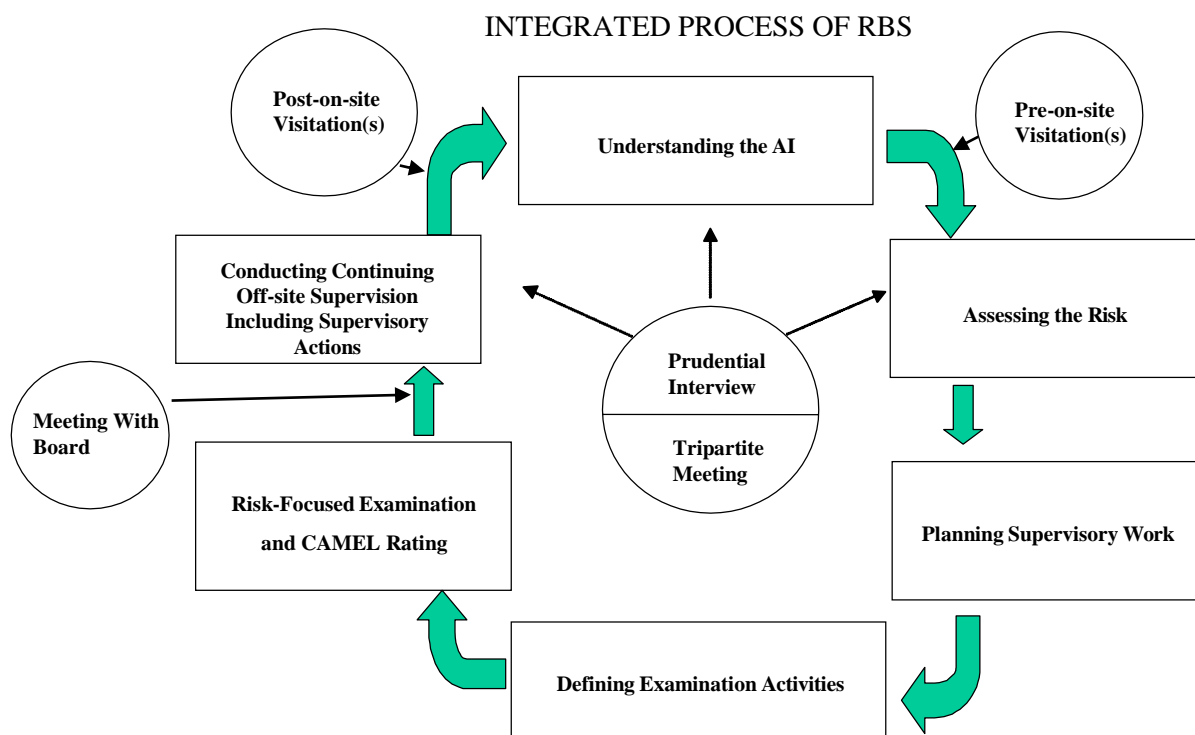 INTEGRATED PROCESS OF RBS
Post-on-site
Visitation(s)
Understanding the AI
Pre-on-site
Visitation(s)
Conducting Continuing
Off-site Supervision
Including Supervisory
Actions
Assessing the Risk
Prudential
Interview
Tripartite
Meeting
Meeting With
Board
Risk-Focused Examination
and CAMEL Rating
Planning Supervisory Work
Defining Examination Activities